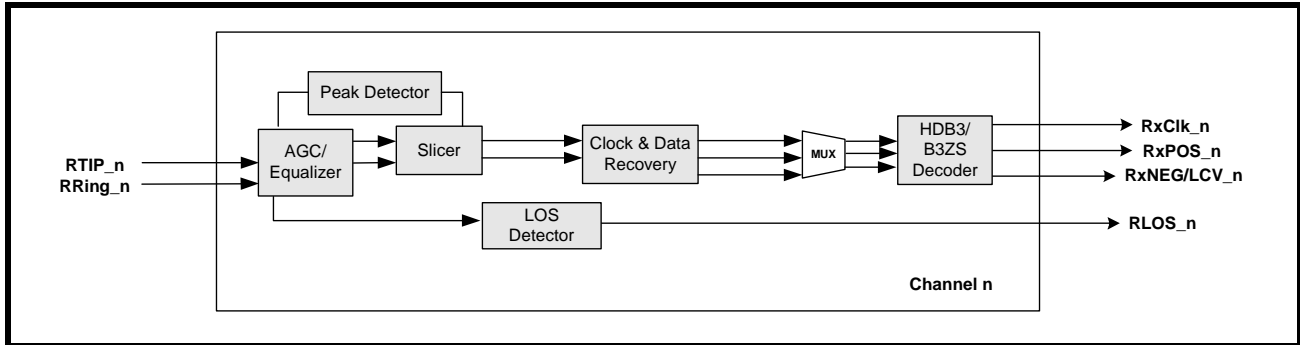 Peak Detector
RTIP_n
RRing_n
AGC/
Equalizer
Slicer
Clock & Data
Recovery
MUX
HDB3/
B3ZS
Decoder
RxClk_n
RxPOS_n
RxNEG/LCV_n
LOS
Detector
RLOS_n
Channel n